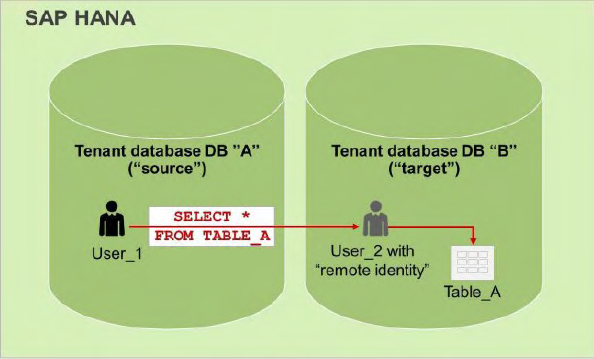 SAP HANA
Tenant database DB "A"
("source")
Tenant database DB "B"
("target")
SELECT *
FROM TABLE_A
User_1
User_2 with
"remote identity"
Table_A